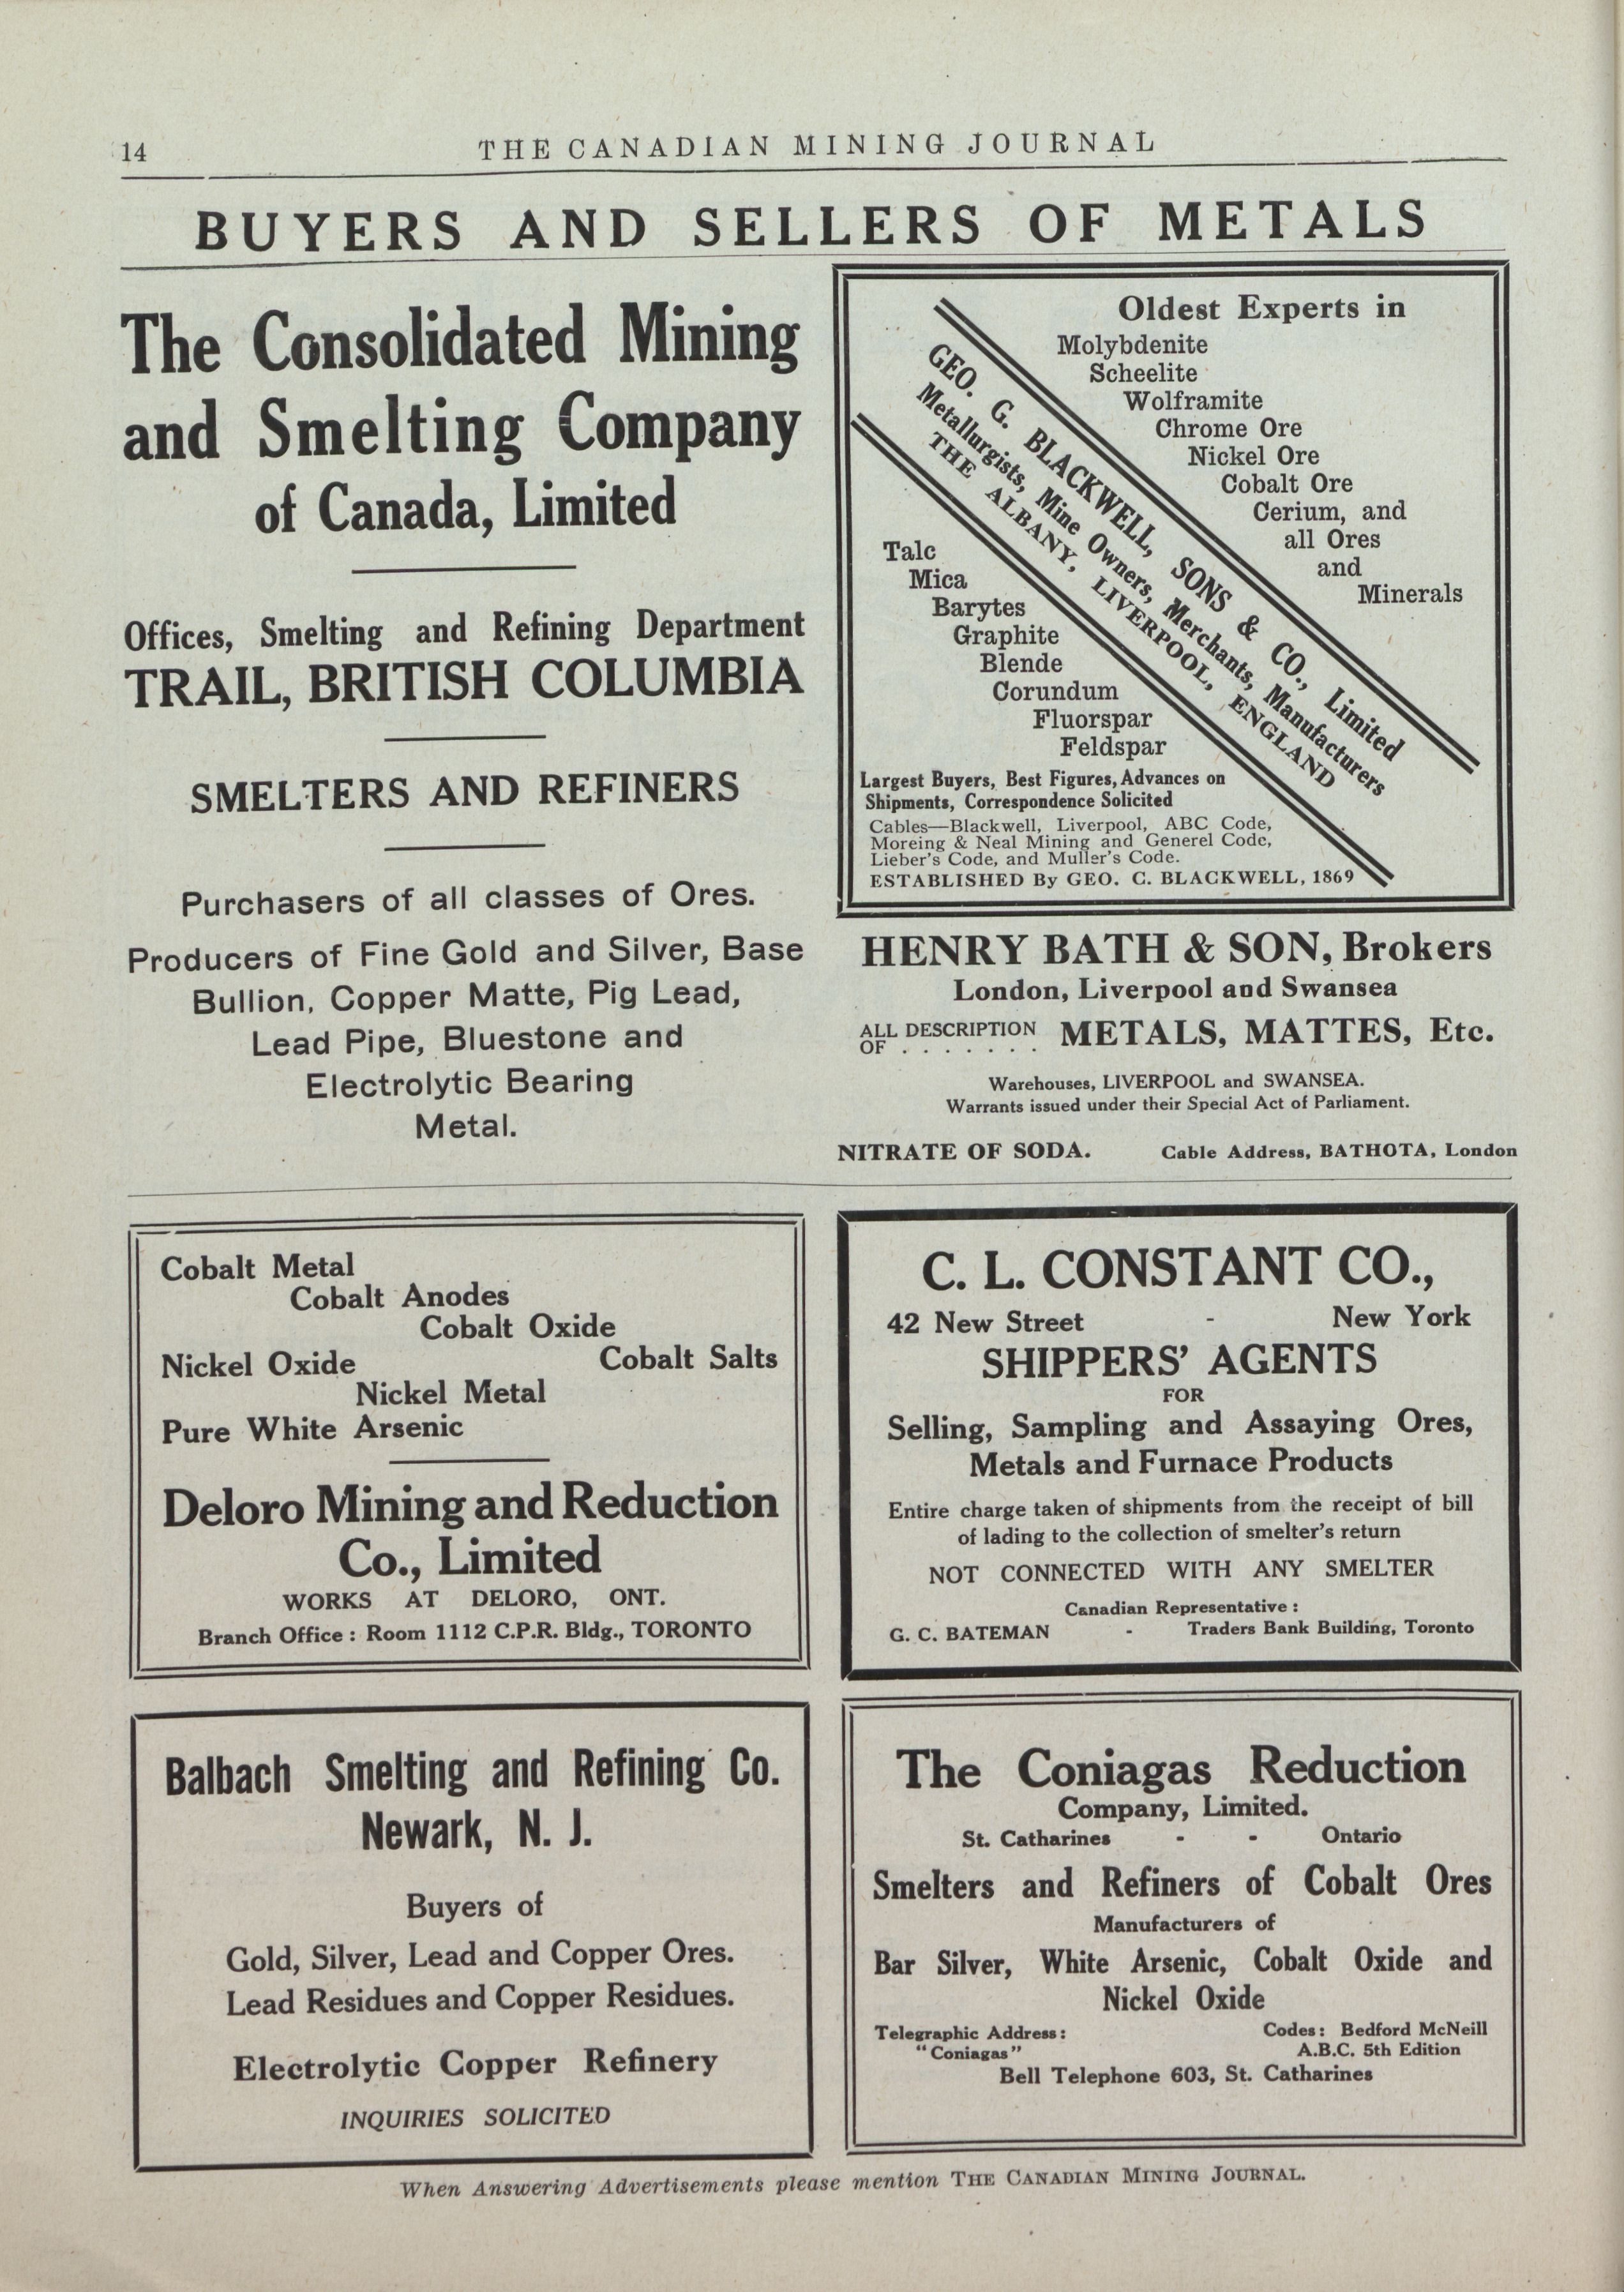 14
THE CANADIAN MINING JOURNAL
BUYERS AND SELLERS OF METALS
The Consolidated Mining
and Smelting Company
of Canada, Limited
Offices, Smelting and Refining Department
TRAIL, BRITISH COLUMBIA
SMELTERS AND REFINERS
Purchasers of all classes of Ores.
Producers of Fine Gold and Silver, Base
Bullion, Copper Matte, Pig Lead,
Lead Pipe, Bluestone and
Electrolytic Bearing
Metal.
Oldest Experts in
Molybdenite
Scheelite
Wolframite
Chrome Ore
Nickel Ore
Cobalt Ore
Cerium, and
all Ores
and
Minerals
GEO. G. BLACKWELL, SONS & CO., Limited
Metallurgists, Mine Owners, Merchants, Manufacturers
THE ALBANY, LIVERPOOL, ENGLAND
Talc
Mica
Barytes
Graphite
Blende
Corundum
Fluorspar
Feldspar
Largest Buyers, Best Figures, Advances on
Shipments, Correspondence Solicited
Cables—Blackwell, Liverpool, ABC Code,
Moreing & Neal Mining and Generel Code,
Lieber's Code, and Muller's Code.
ESTABLISHED By GEO. C. BLACKWELL, 1869
HENRY BATH & SON, Brokers
London, Liverpool and Swansea
ALL DESCRIPTION
OF . . . . . . . METALS, MATTES, Etc.
Warehouses, LIVERPOOL and SWANSEA.
Warrants issued under their Special Act of Parliament.
NITRATE OF SODA. Cable Address, BATHOTA, London
Cobalt Metal
Cobalt Anodes
Cobalt Oxide
Nickel Oxide Cobalt Salts
Nickel Metal
Pure White Arsenic
Deloro Mining and Reduction
Co., Limited
WORKS AT DELORO, ONT.
Branch Office : Room 1112 C.P.R. Bldg., TORONTO
C. L. CONSTANT CO.,
42 New Street - New York
SHIPPERS' AGENTS
FOR
Selling, Sampling and Assaying Ores,
Metals and Furnace Products
Entire charge taken of shipments from the receipt of bill
of lading to the collection of smelter's return
NOT CONNECTED WITH ANY SMELTER
Canadian Representative :
G. C. BATEMAN - Traders Bank Building, Toronto
Balbach Smelting and Refining Co.
Newark, N. J.
Buyers of
Gold, Silver, Lead and Copper Ores.
Lead Residues and Copper Residues.
Electrolytic Copper Refinery
INQUIRIES SOLICITED
The Coniagas Reduction
Company, Limited.
St. Catharines - - Ontario
Smelters and Refiners of Cobalt Ores
Manufacturers of
Bar Silver, White Arsenic, Cobalt Oxide and
Nickel Oxide
Telegraphic Address : Codes : Bedford McNeill
"Coniagas" A.B.C. 5th Edition
Bell Telephone 603, St. Catharines
When Answering Advertisements please mention THE CANADIAN MINING JOURNAL.